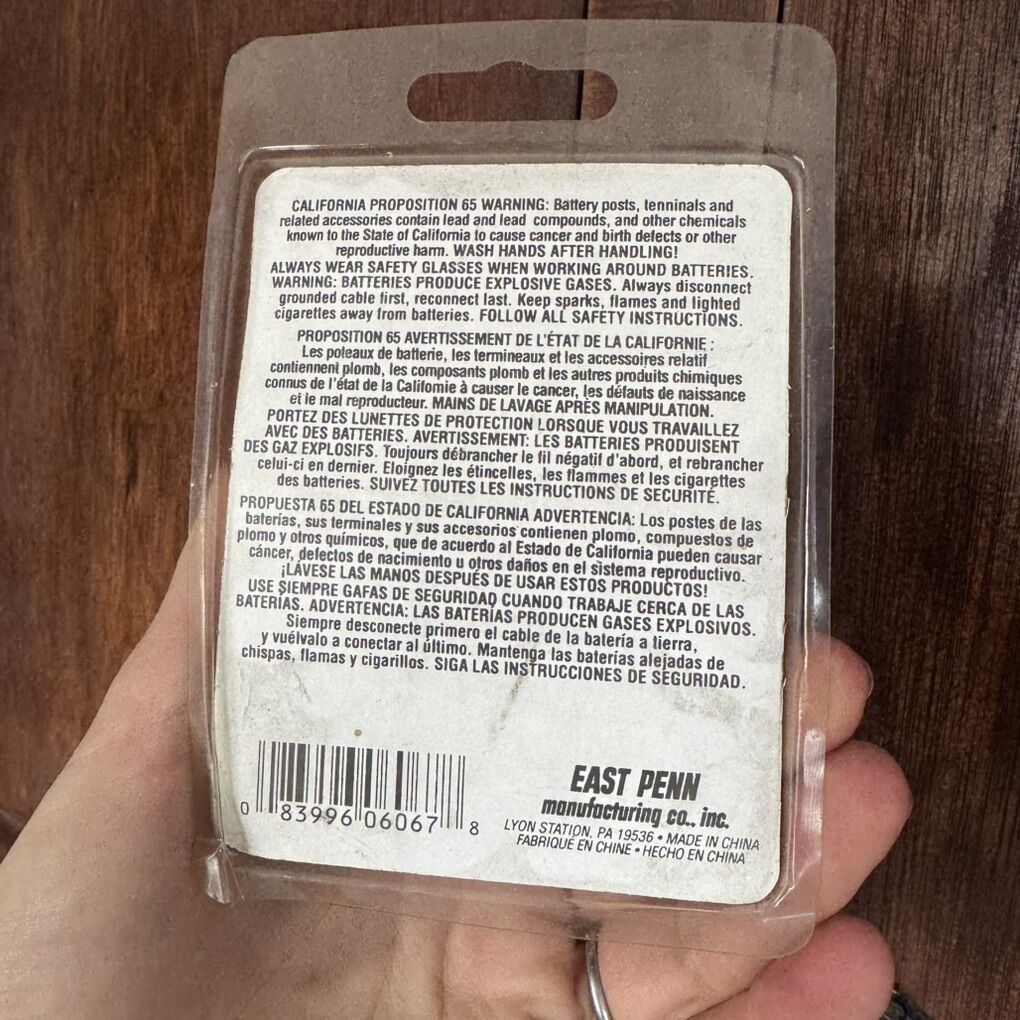 CALIFORNIA PROPOSITION 65 WARNING: Battery posts, tenninals and
related accessories contain lead and lead compounds, and other chemicals
known to the State of California to cause cancer and birth defects or other
reproductive harm. WASH HANDS AFTER HANDLING!
ALWAYS WEAR SAFETY GLASSES WHEN WORKING AROUND BATTERIES.
WARNING: BATTERIES PRODUCE EXPLOSIVE GASES. Always disconnect
grounded cable first, reconnect last. Keep sparks, flames and lighted
cigarettes away from batteries. FOLLOW ALL SAFETY INSTRUCTIONS.
PROPOSITION 65 AVERTISSEMENT DE L'ÉTAT DE LA CALIFORNIE :
Les poteaux de batterie, les termineaux et les accessoires relatif
contiennent plomb, les composants plomb et les autres produits chimiques
connus de l'état de la Califomie à causer le cancer, les défauts de naissance
et le mal reproducteur. MAINS DE LAVAGE APRÈS MANIPULATION.
PORTEZ DES LUNETTES DE PROTECTION LORSQUE VOUS TRAVAILLEZ
AVEC DES BATTERIES. AVERTISSEMENT: LES BATTERIES PRODUISENT
DES GAZ EXPLOSIFS. Toujours débrancher le fil négatif d'abord, et rebrancher
celui-ci en dernier. Eloignez les étincelles, les flammes et les cigarettes
des batteries. SUIVEZ TOUTES LES INSTRUCTIONS DE SECURITÉ.
PROPUESTA 65 DEL ESTADO DE CALIFORNIA ADVERTENCIA: Los postes de las
baterías, sus terminales y sus accesorios contienen plomo, compuestos de
plomo y otros químicos, que de acuerdo al Estado de California pueden causar
cáncer, defectos de nacimiento u otros daños en el sistema reproductivo.
¡LÁVESE LAS MANOS DESPUÉS DE USAR ESTOS PRODUCTOS!
USE SIEMPRE GAFAS DE SEGURIDAD CUANDO TRABAJE CERCA DE LAS
BATERÍAS. ADVERTENCIA: LAS BATERÍAS PRODUCEN GASES EXPLOSIVOS.
Siempre desconecte primero el cable de la batería a tierra,
y vuélvalo a conectar al último. Mantenga las baterías alejadas de
chispas, flamas y cigarillos. SIGA LAS INSTRUCCIONES DE SEGURIDAD.
0 83996 06067 8
EAST PENN
manufacturing co., inc.
LYON STATION, PA 19536 • MADE IN CHINA
FABRIQUÉ EN CHINE • HECHO EN CHINA